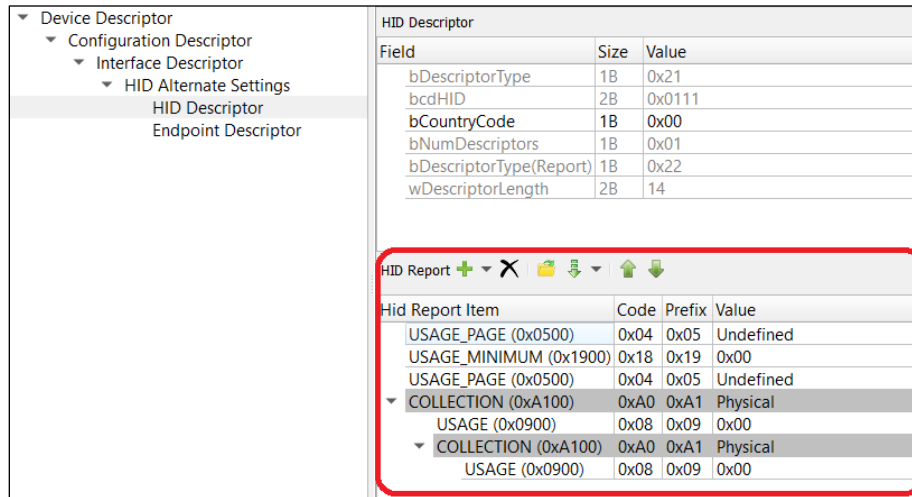 Device Descriptor
Configuration Descriptor
Interface Descriptor
HID Alternate Settings
HID Descriptor
Endpoint Descriptor
HID Descriptor
Field Size Value
bDescriptorType 1B 0x21
bcdHID 2B 0x0111
bCountryCode 1B 0x00
bNumDescriptors 1B 0x01
bDescriptorType(Report) 1B 0x22
wDescriptorLength 2B 14
HID Report
Hid Report Item Code Prefix Value
USAGE_PAGE (0x0500) 0x04 0x05 Undefined
USAGE_MINIMUM (0x1900) 0x18 0x19 0x00
USAGE_PAGE (0x0500) 0x04 0x05 Undefined
COLLECTION (0xA100) 0xA0 0xA1 Physical
USAGE (0x0900) 0x08 0x09 0x00
COLLECTION (0xA100) 0xA0 0xA1 Physical
USAGE (0x0900) 0x08 0x09 0x00